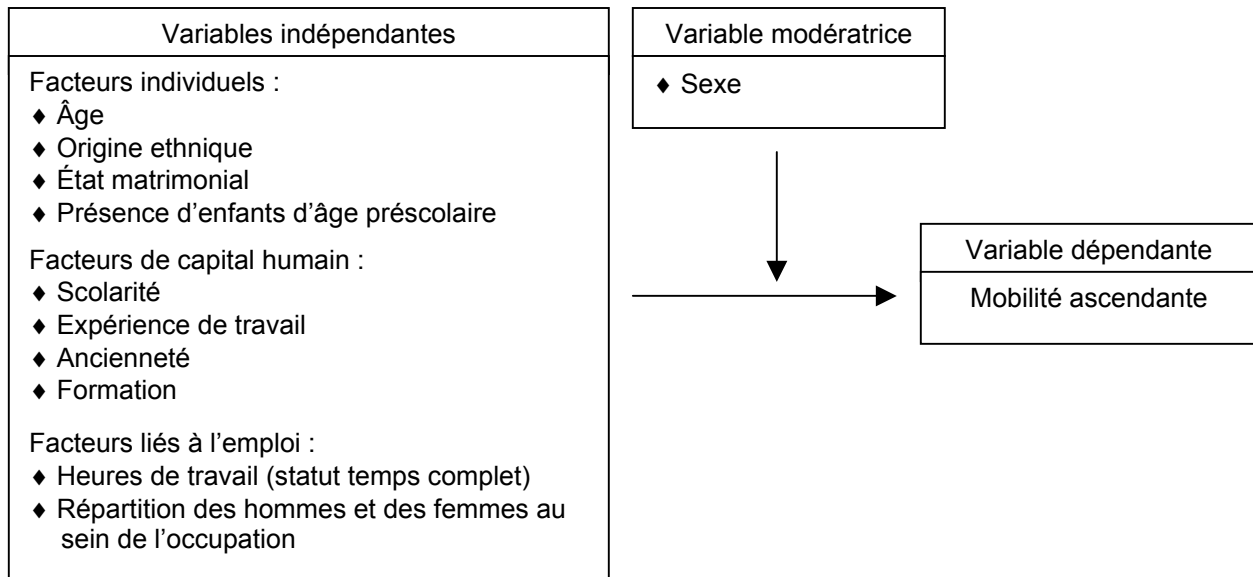 Variables indépendantes
Facteurs individuels :
♦ Âge
♦ Origine ethnique
♦ État matrimonial
♦ Présence d’enfants d’âge préscolaire
Facteurs de capital humain :
♦ Scolarité
♦ Expérience de travail
♦ Ancienneté
♦ Formation
Facteurs liés à l’emploi :
♦ Heures de travail (statut temps complet)
♦ Répartition des hommes et des femmes au
sein de l’occupation
Variable modératrice
♦ Sexe
Variable dépendante
Mobilité ascendante